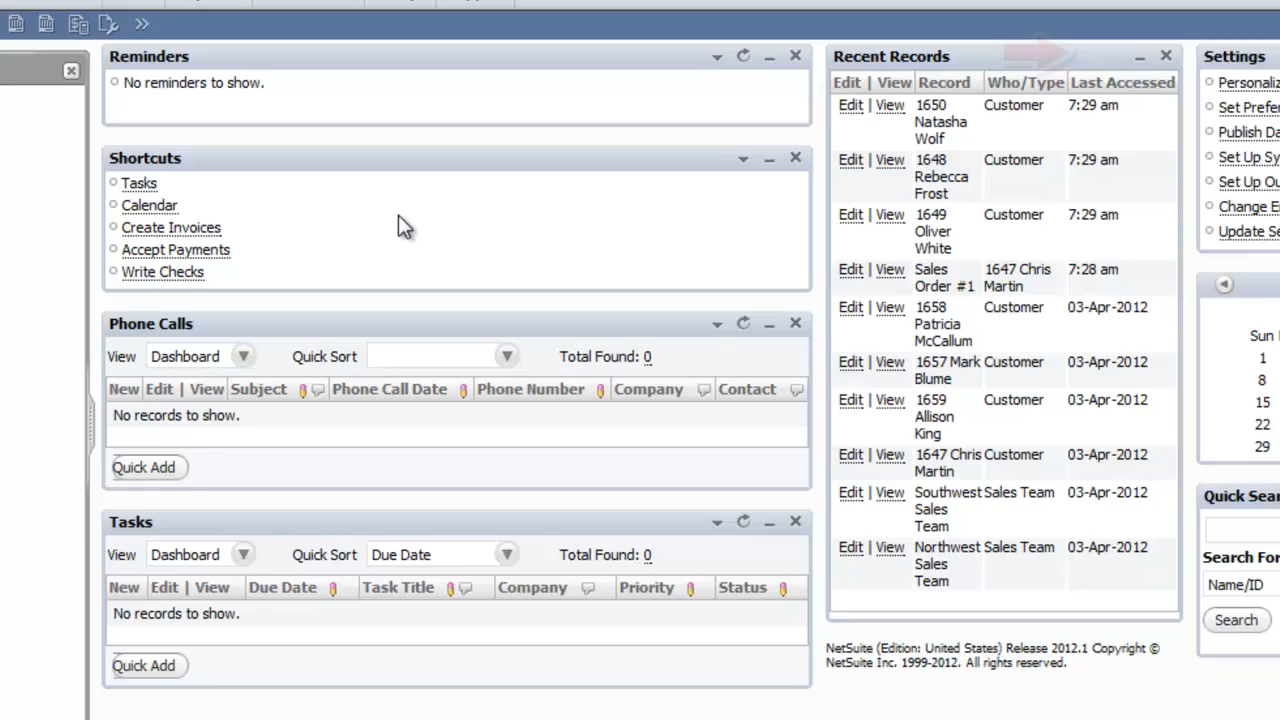 Reminders
No reminders to show.
Shortcuts
Tasks
Calendar
Create Invoices
Accept Payments
Write Checks
Phone Calls
View Dashboard Quick Sort Total Found: 0
New Edit | View Subject Phone Call Date Phone Number Company Contact
No records to show.
Quick Add
Tasks
View Dashboard Quick Sort Due Date Total Found: 0
New Edit | View Due Date Task Title Company Priority Status
No records to show.
Quick Add
Recent Records
Edit | View Record Who/Type Last Accessed
Edit | View 1650 Customer 7:29 am
Natasha
Wolf
Edit | View 1648 Customer 7:29 am
Rebecca
Frost
Edit | View 1649 Customer 7:29 am
Oliver
White
Edit | View Sales 1647 Chris 7:28 am
Order #1 Martin
Edit | View 1658 Customer 03-Apr-2012
Patricia
McCallum
Edit | View 1657 Mark Customer 03-Apr-2012
Blume
Edit | View 1659 Customer 03-Apr-2012
Allison
King
Edit | View 1647 Chris Customer 03-Apr-2012
Martin
Edit | View Southwest Sales Team 03-Apr-2012
Sales
Team
Edit | View Northwest Sales Team 03-Apr-2012
Sales
Team
NetSuite (Edition: United States) Release 2012.1 Copyright ©
NetSuite Inc. 1999-2012. All rights reserved.
Settings
Personaliz
Set Prefer
Publish Da
Set Up Sy
Set Up Ou
Change E
Update Se
Sun
1
8
15
22
29
Quick Sear
Search For
Name/ID
Search